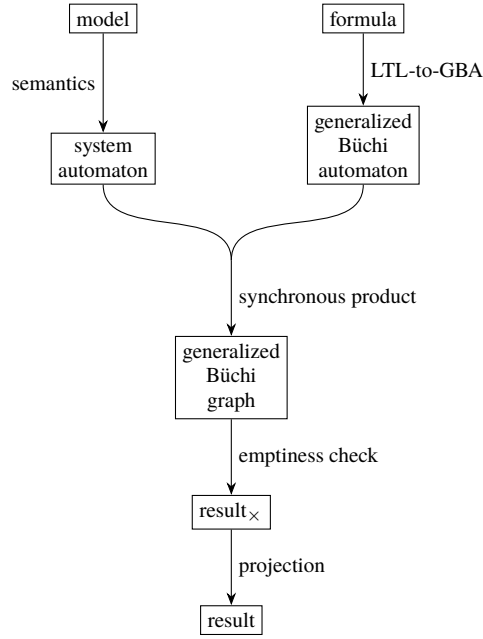 model
formula
semantics
LTL-to-GBA
system
automaton
generalized
Büchi
automaton
synchronous product
generalized
Büchi
graph
emptiness check
result×
projection
result